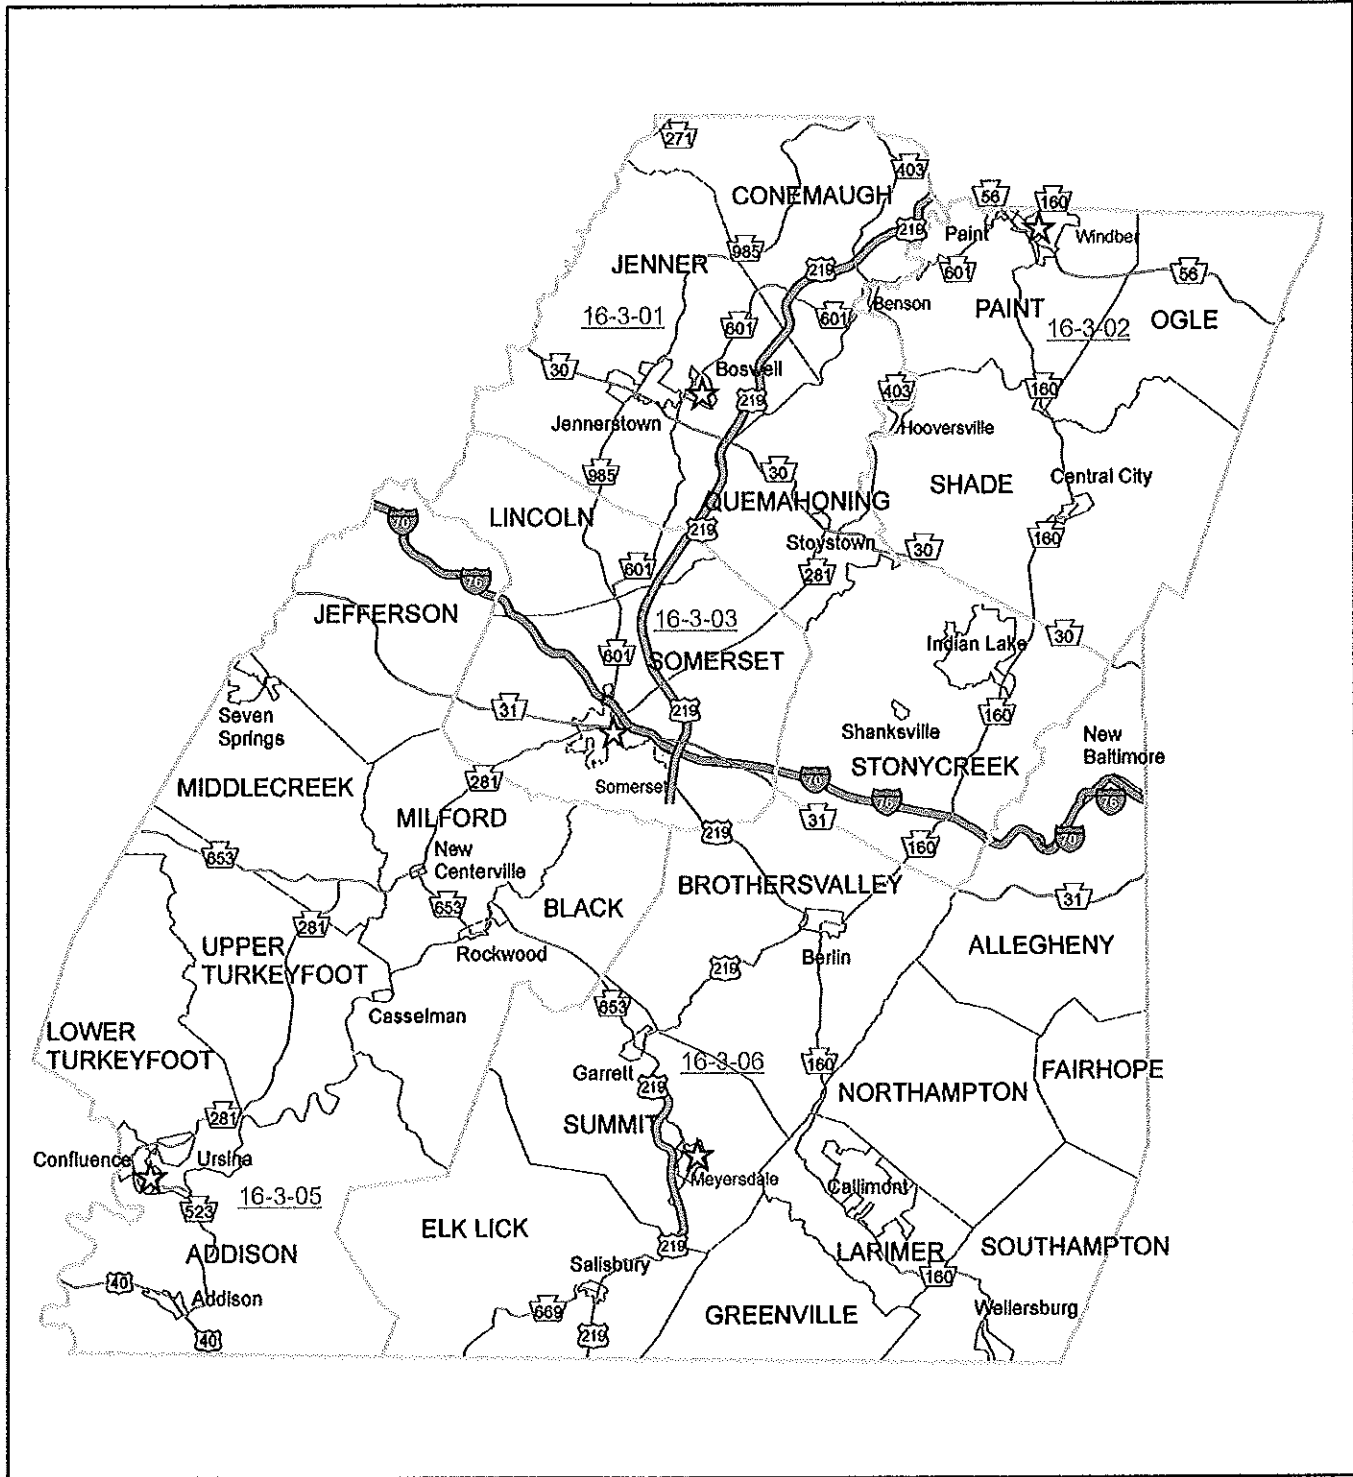 271
403
CONEMAUGH
56
160
219
Paint
Windber
985
JENNER
219
601
56
Benson
PAINT
16-3-01
601
601
16-3-02
OGLE
30
Boswell
403
160
219
Jennerstown
Hooversville
985
30
Central City
SHADE
QUEMAHONING
LINCOLN
70
219
160
Stoystown
30
601
281
76
JEFFERSON
16-3-03
30
Indian Lake
601
SOMERSET
31
219
160
Seven
Springs
Shanksville
New
Baltimore
STONYCREEK
MIDDLECREEK
281
Somerset
70
76
76
MILFORD
31
219
70
160
653
New
Centerville
BROTHERSVALLEY
31
653
BLACK
281
UPPER
TURKEYFOOT
Rockwood
Berlin
ALLEGHENY
219
Casselman
653
LOWER
TURKEYFOOT
16-3-06
160
Garrett
219
FAIRHOPE
NORTHAMPTON
281
SUMMIT
Confluence
Ursina
Meyersdale
Callimont
16-3-05
523
ELK LICK
219
LARIMER
SOUTHAMPTON
ADDISON
Salisbury
160
40
Addison
669
GREENVILLE
Wellersburg
219
40